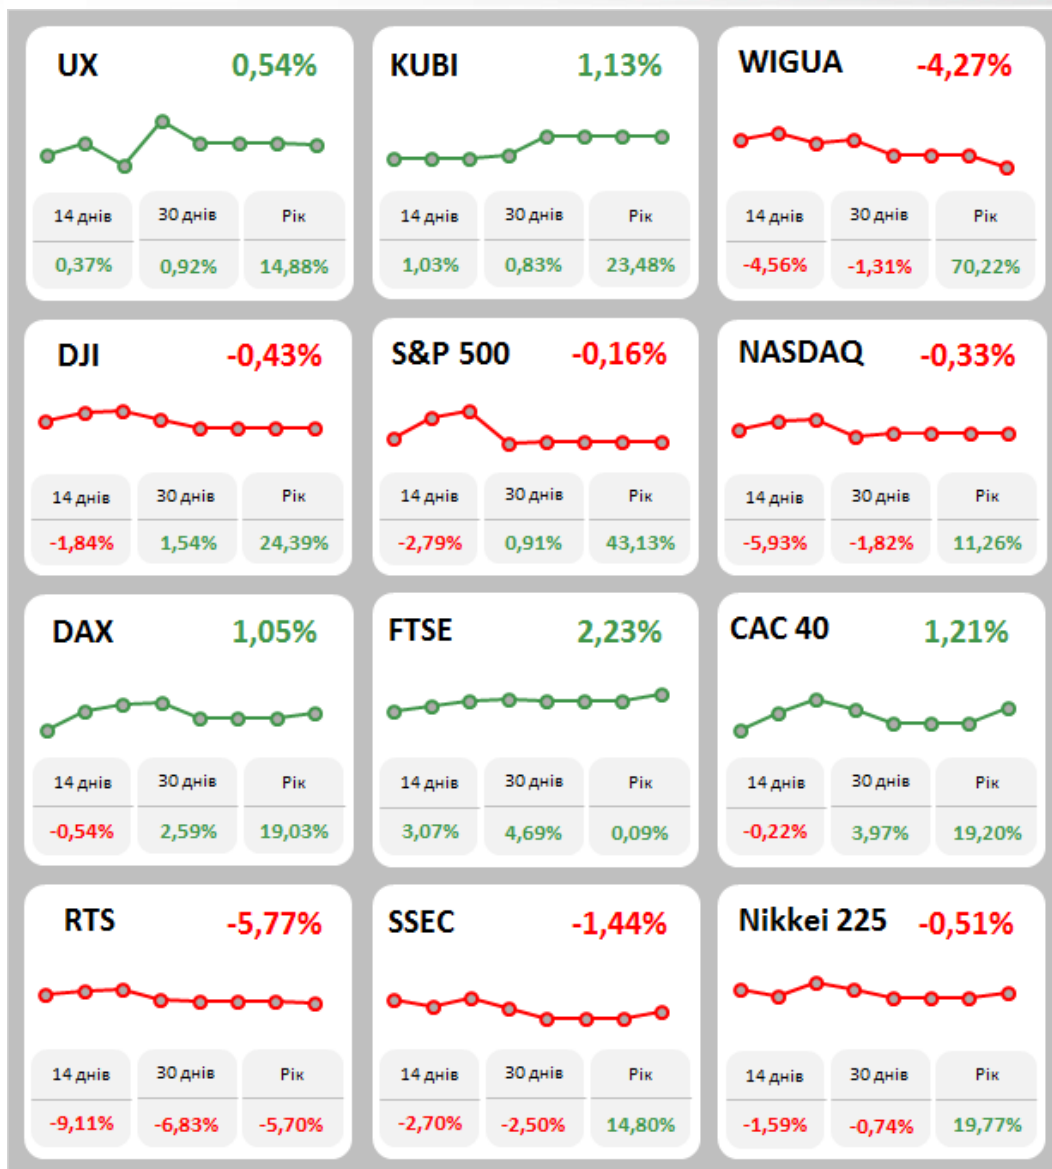 UX 0,54%
14 днів 30 днів Рік
0,37% 0,92% 14,88%
KUBI 1,13%
14 днів 30 днів Рік
1,03% 0,83% 23,48%
WIGUA -4,27%
14 днів 30 днів Рік
-4,56% -1,31% 70,22%
DJI -0,43%
14 днів 30 днів Рік
-1,84% 1,54% 24,39%
S&P 500 -0,16%
14 днів 30 днів Рік
-2,79% 0,91% 43,13%
NASDAQ -0,33%
14 днів 30 днів Рік
-5,93% -1,82% 11,26%
DAX 1,05%
14 днів 30 днів Рік
-0,54% 2,59% 19,03%
FTSE 2,23%
14 днів 30 днів Рік
3,07% 4,69% 0,09%
CAC 40 1,21%
14 днів 30 днів Рік
-0,22% 3,97% 19,20%
RTS -5,77%
14 днів 30 днів Рік
-9,11% -6,83% -5,70%
SSEC -1,44%
14 днів 30 днів Рік
-2,70% -2,50% 14,80%
Nikkei 225 -0,51%
14 днів 30 днів Рік
-1,59% -0,74% 19,77%